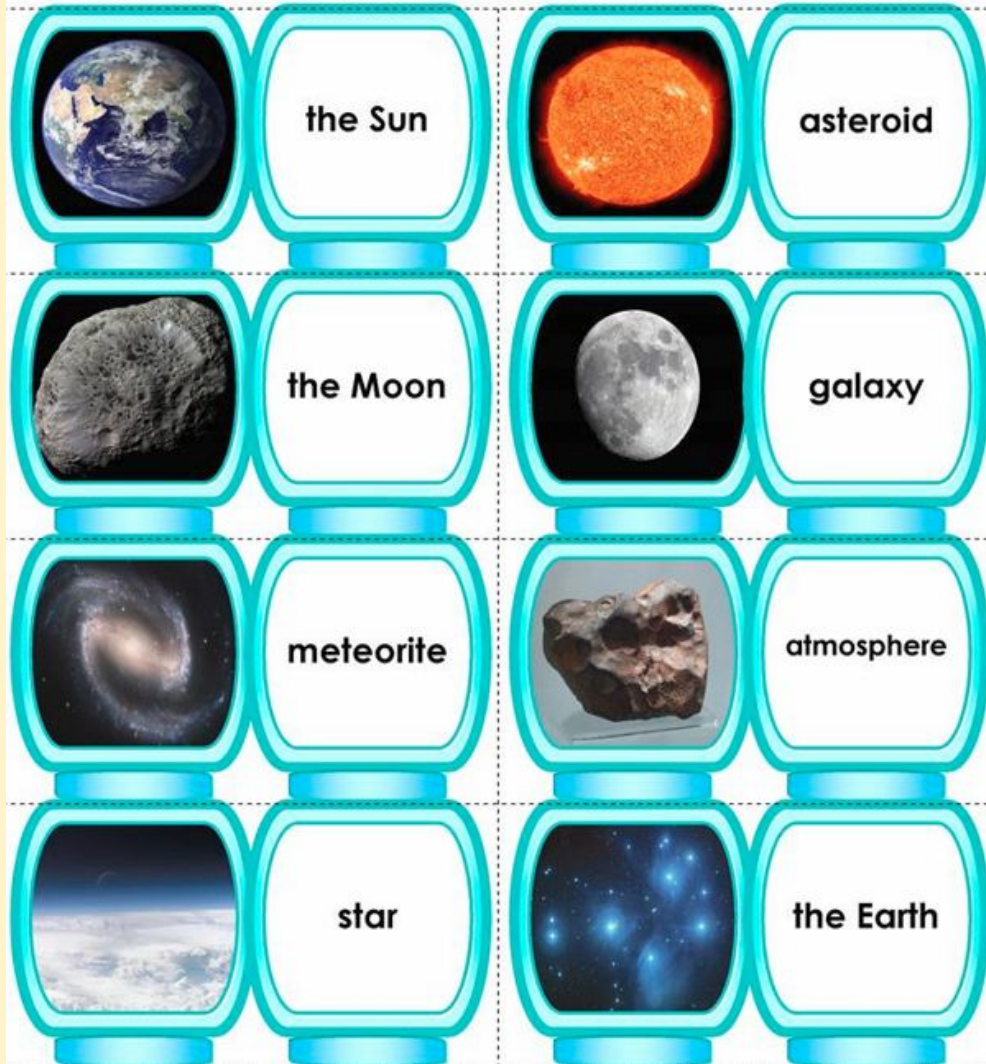 the Sun
asteroid
the Moon
galaxy
meteorite
atmosphere
star
the Earth